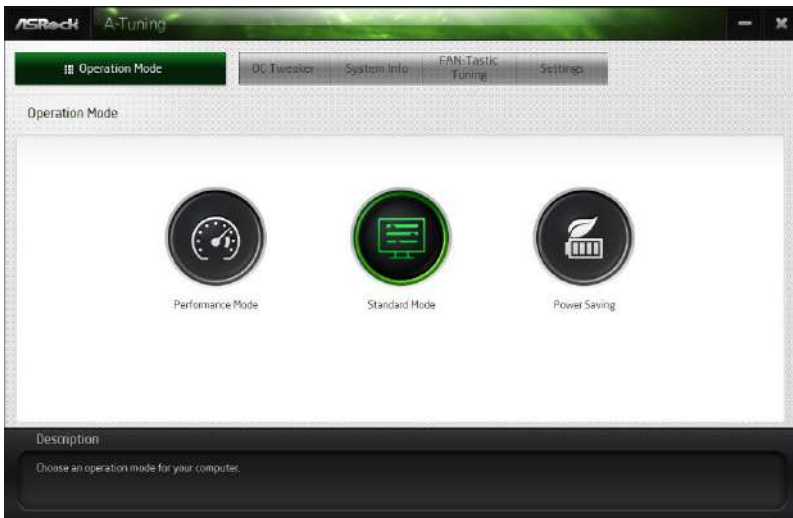 ASRock A-Tuning
Operation Mode OC Tweaker System Info FAN-Tastic
Tuning Settings
Operation Mode
Performance Mode Standard Mode Power Saving
Description
Choose an operation mode for your computer.